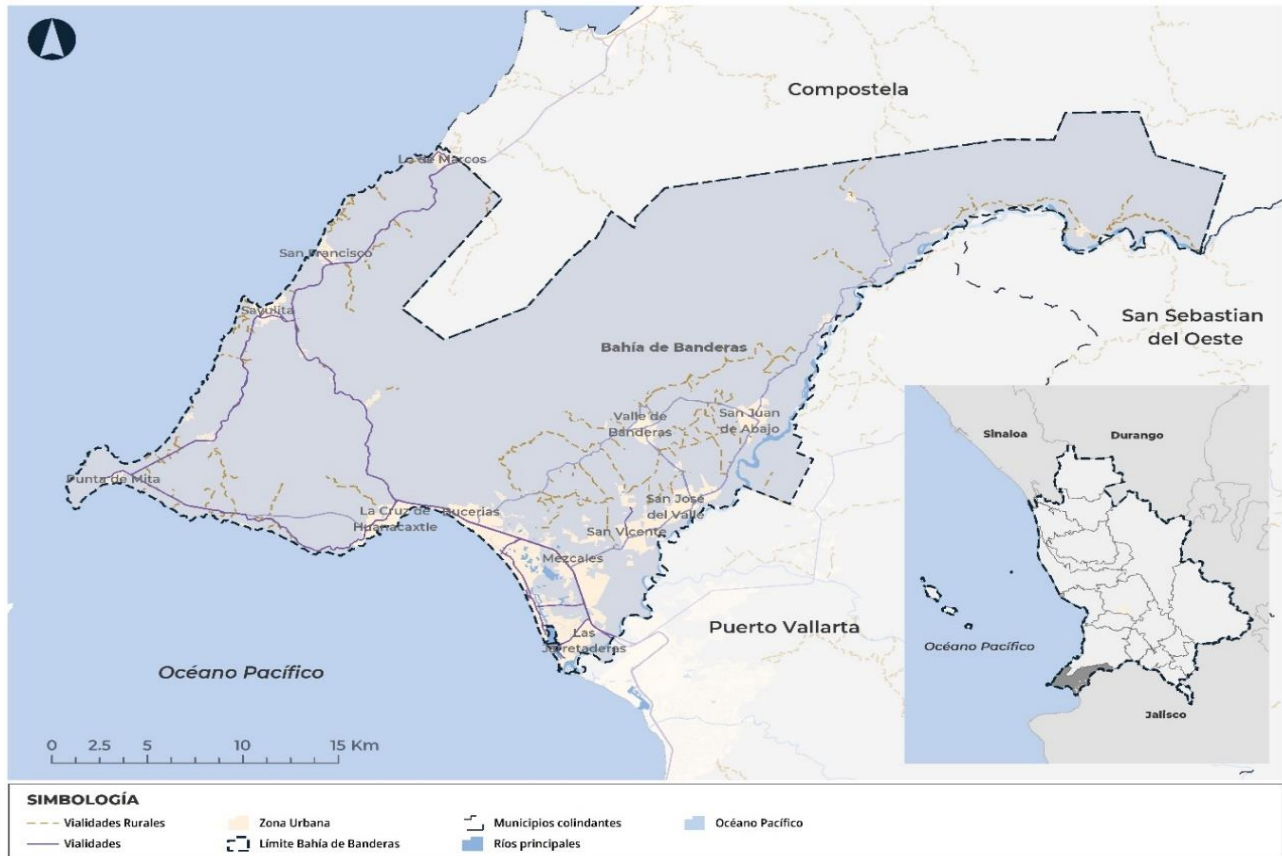 Compostela
Lo de Marcos
San Francisco
San Sebastian
del Oeste
Sayulita
Bahía de Banderas
Valle de
Banderas
San Juan
de Abajo
Sinaloa
Durango
Punta de Mita
La Cruz de
Huanacaxtle
Bucerias
San José
del Valle
San Vicente
Mezcales
Puerto Vallarta
Océano Pacífico
Las
Jarretaderas
Océano Pacífico
Jalisco
0 2.5 5 10 15 Km
SIMBOLOGÍA
Vialidades Rurales
Zona Urbana
Municipios colindantes
Océano Pacífico
Vialidades
Límite Bahía de Banderas
Ríos principales